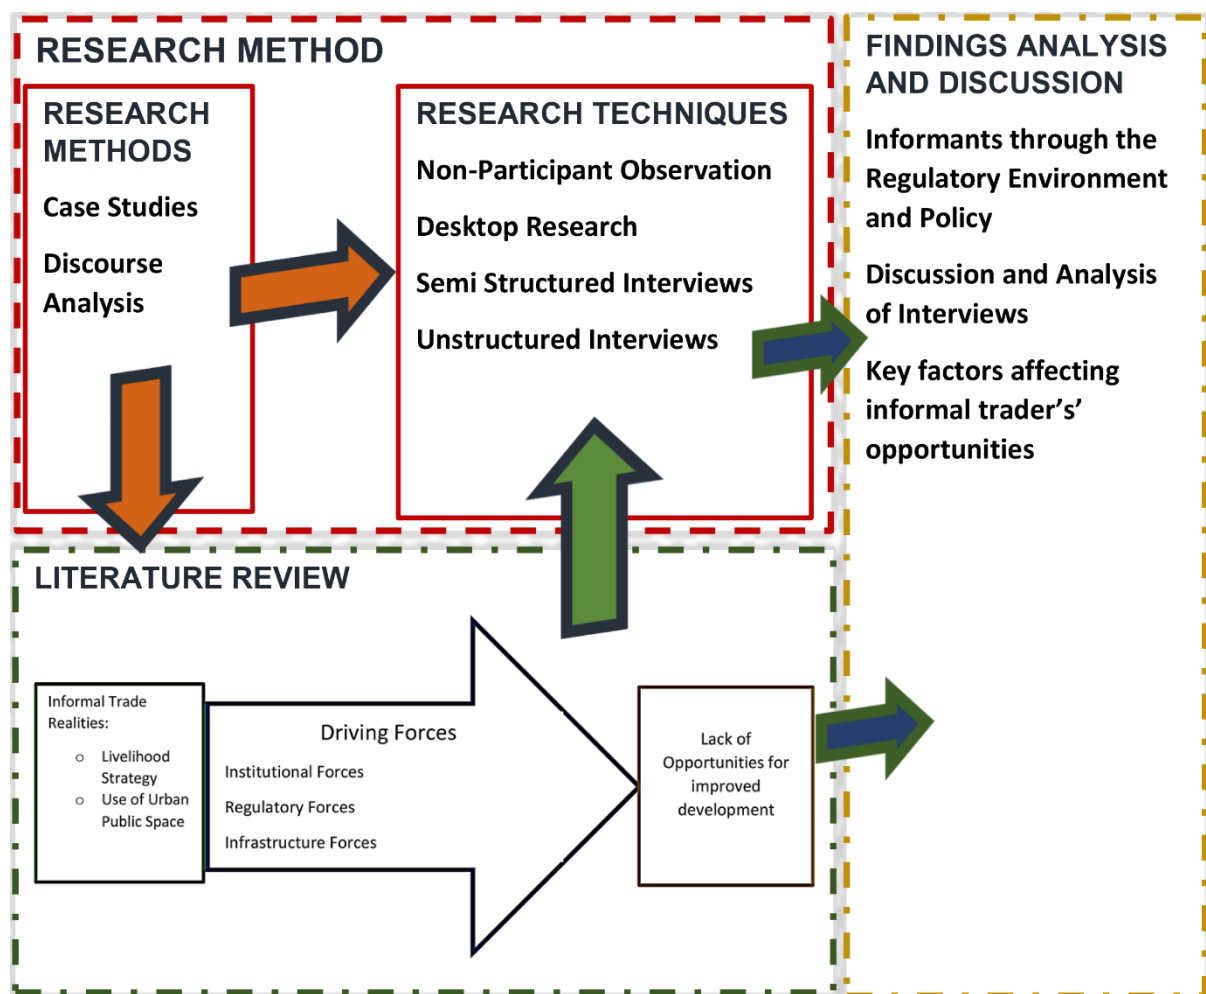 RESEARCH METHOD
RESEARCH
METHODS
Case Studies
Discourse
Analysis
RESEARCH TECHNIQUES
Non-Participant Observation
Desktop Research
Semi Structured Interviews
Unstructured Interviews
FINDINGS ANALYSIS
AND DISCUSSION
Informants through the
Regulatory Environment
and Policy
Discussion and Analysis
of Interviews
Key factors affecting
informal trader’s’
opportunities
LITERATURE REVIEW
Informal Trade
Realities:
o Livelihood
Strategy
o Use of Urban
Public Space
Driving Forces
Institutional Forces
Regulatory Forces
Infrastructure Forces
Lack of
Opportunities for
improved
development